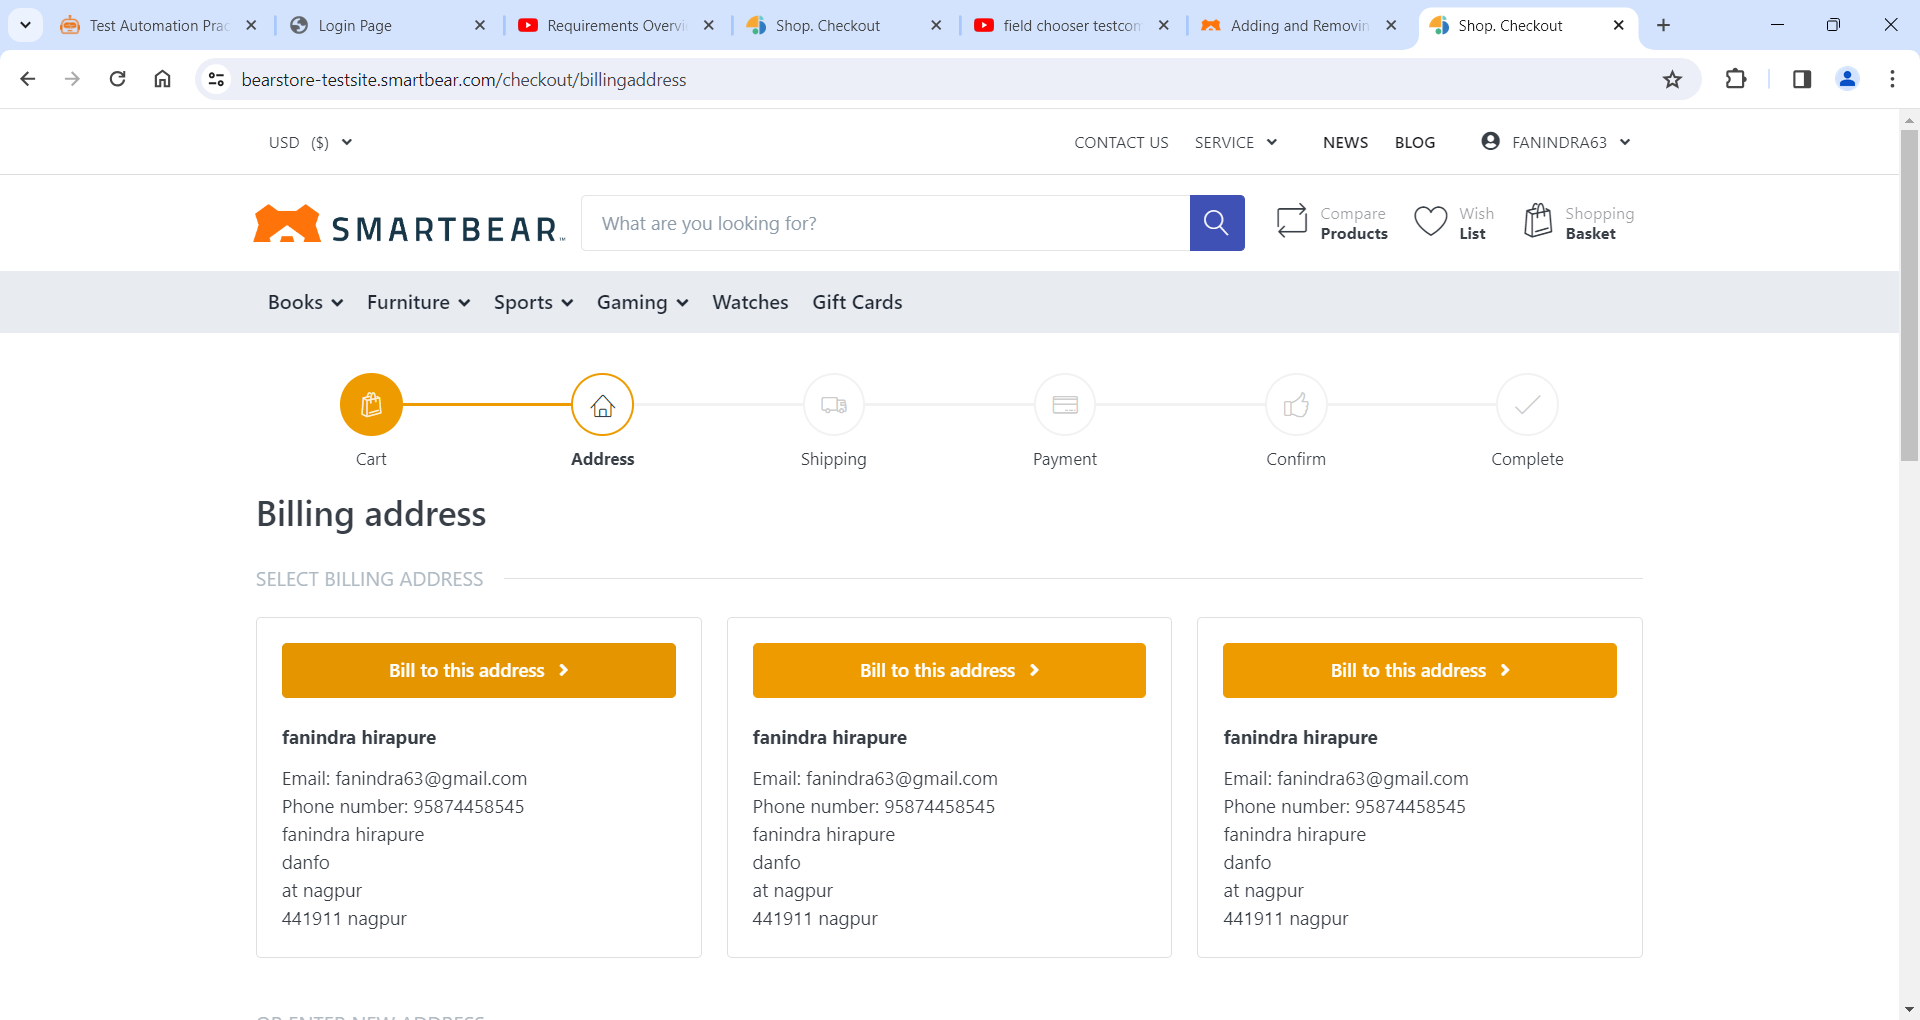 Test Automation Prac
Login Page
Requirements Overvi
Shop. Checkout
field chooser testcom
Adding and Removin
Shop. Checkout
bearstore-testsite.smartbear.com/checkout/billingaddress
USD ($)
CONTACT US SERVICE NEWS BLOG FANINDRA63
SMARTBEAR
What are you looking for?
Compare
Products
Wish
List
Shopping
Basket
Books Furniture Sports Gaming Watches Gift Cards
Cart Address Shipping Payment Confirm Complete
Billing address
SELECT BILLING ADDRESS
Bill to this address
fanindra hirapure
Email: fanindra63@gmail.com
Phone number: 95874458545
fanindra hirapure
danfo
at nagpur
441911 nagpur
Bill to this address
fanindra hirapure
Email: fanindra63@gmail.com
Phone number: 95874458545
fanindra hirapure
danfo
at nagpur
441911 nagpur
Bill to this address
fanindra hirapure
Email: fanindra63@gmail.com
Phone number: 95874458545
fanindra hirapure
danfo
at nagpur
441911 nagpur
OR ENTER NEW ADDRESS